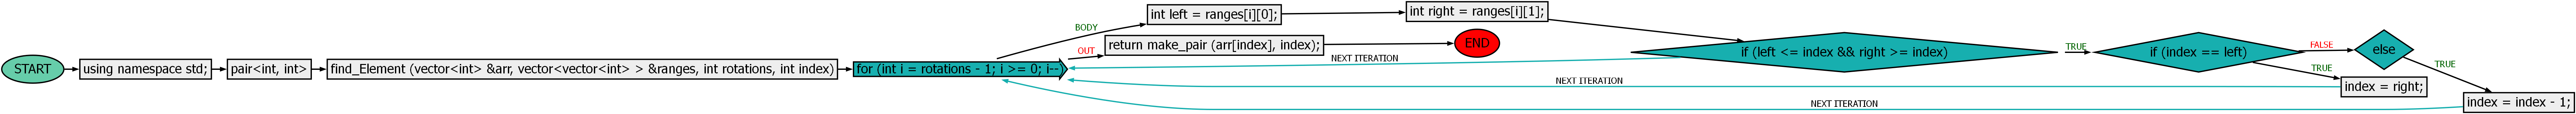 START
using namespace std;
pair<int, int>
find_Element (vector<int> &arr, vector<vector<int> > &ranges, int rotations, int index)
for (int i = rotations - 1; i >= 0; i--)
BODY
int left = ranges[i][0];
int right = ranges[i][1];
OUT
return make_pair (arr[index], index);
END
if (left <= index && right >= index)
NEXT ITERATION
TRUE
if (index == left)
FALSE
else
TRUE
index = right;
NEXT ITERATION
TRUE
index = index - 1;
NEXT ITERATION